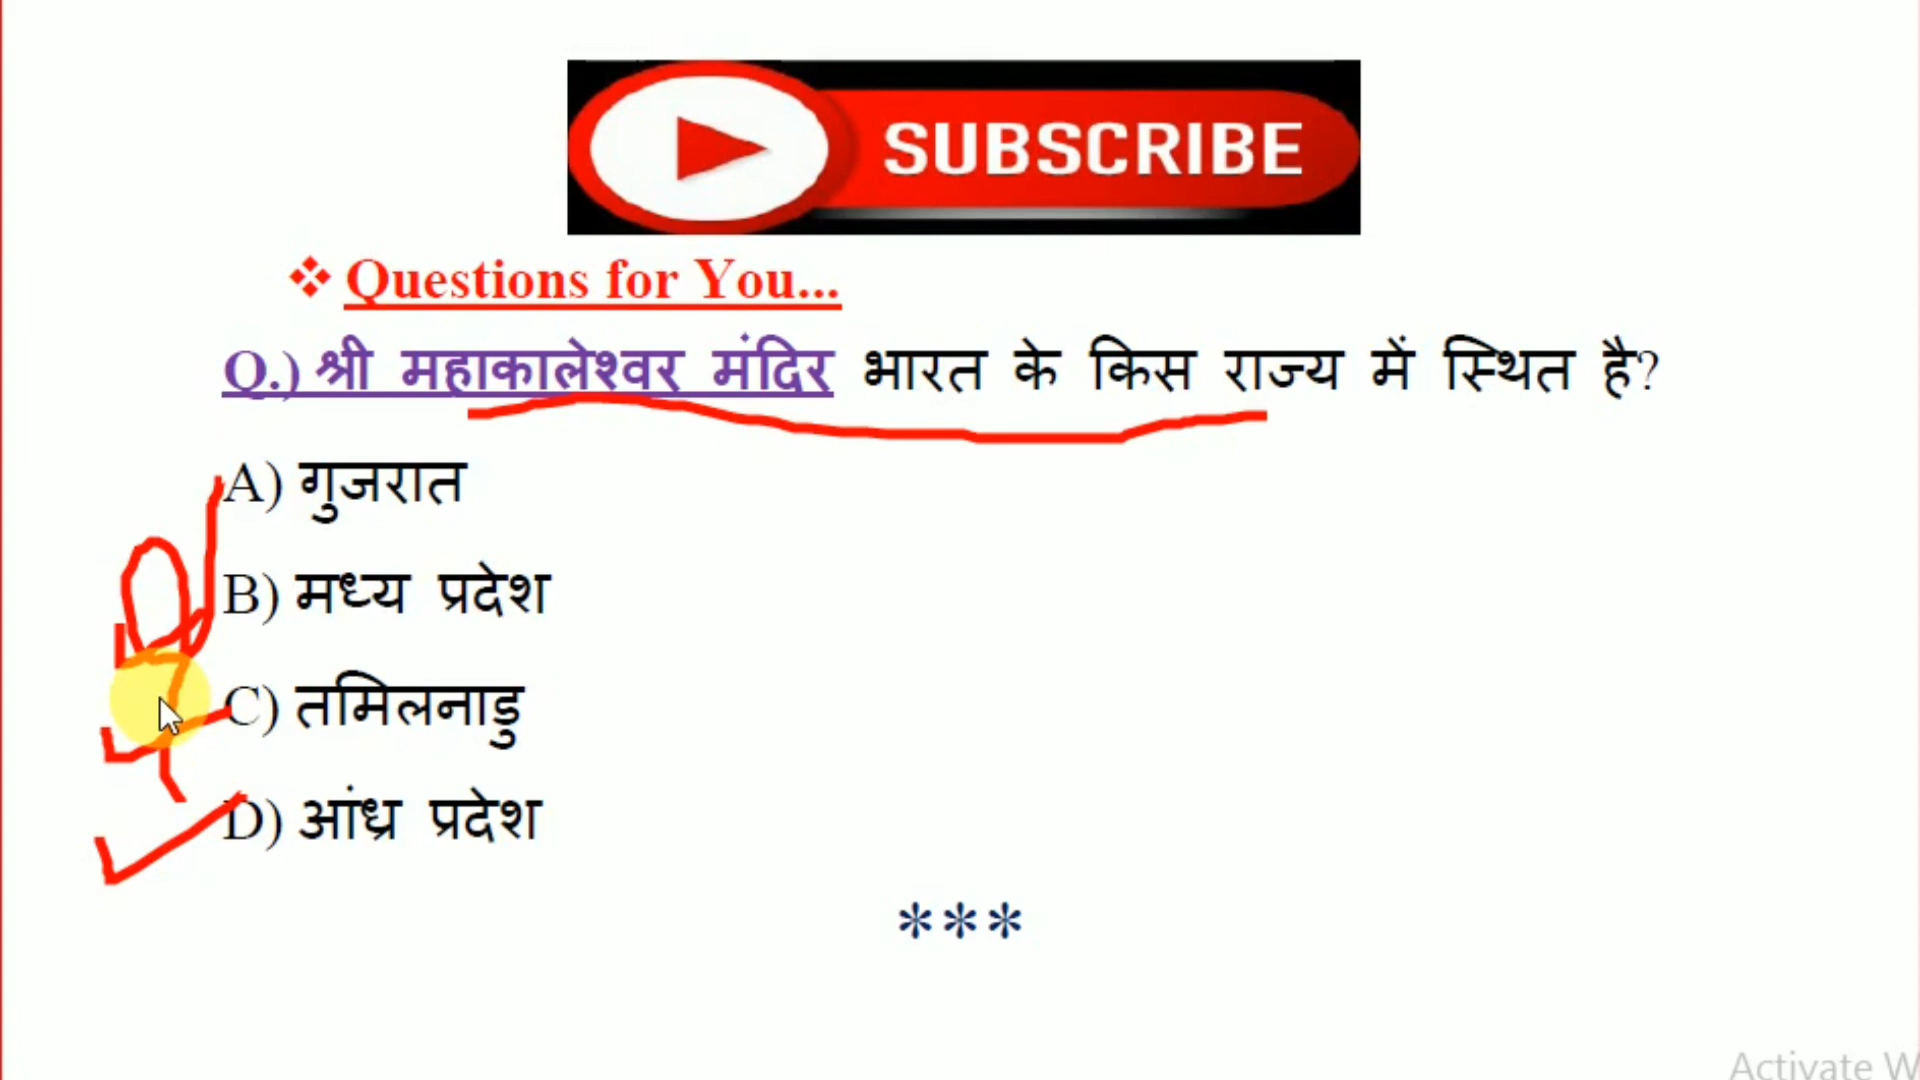 SUBSCRIBE
❖ Questions for You...
Q.) श्री महाकालेश्वर मंदिर भारत के किस राज्य में स्थित है?
A) गुजरात
B) मध्य प्रदेश
C) तमिलनाडु
D) आंध्र प्रदेश
***
Activate W